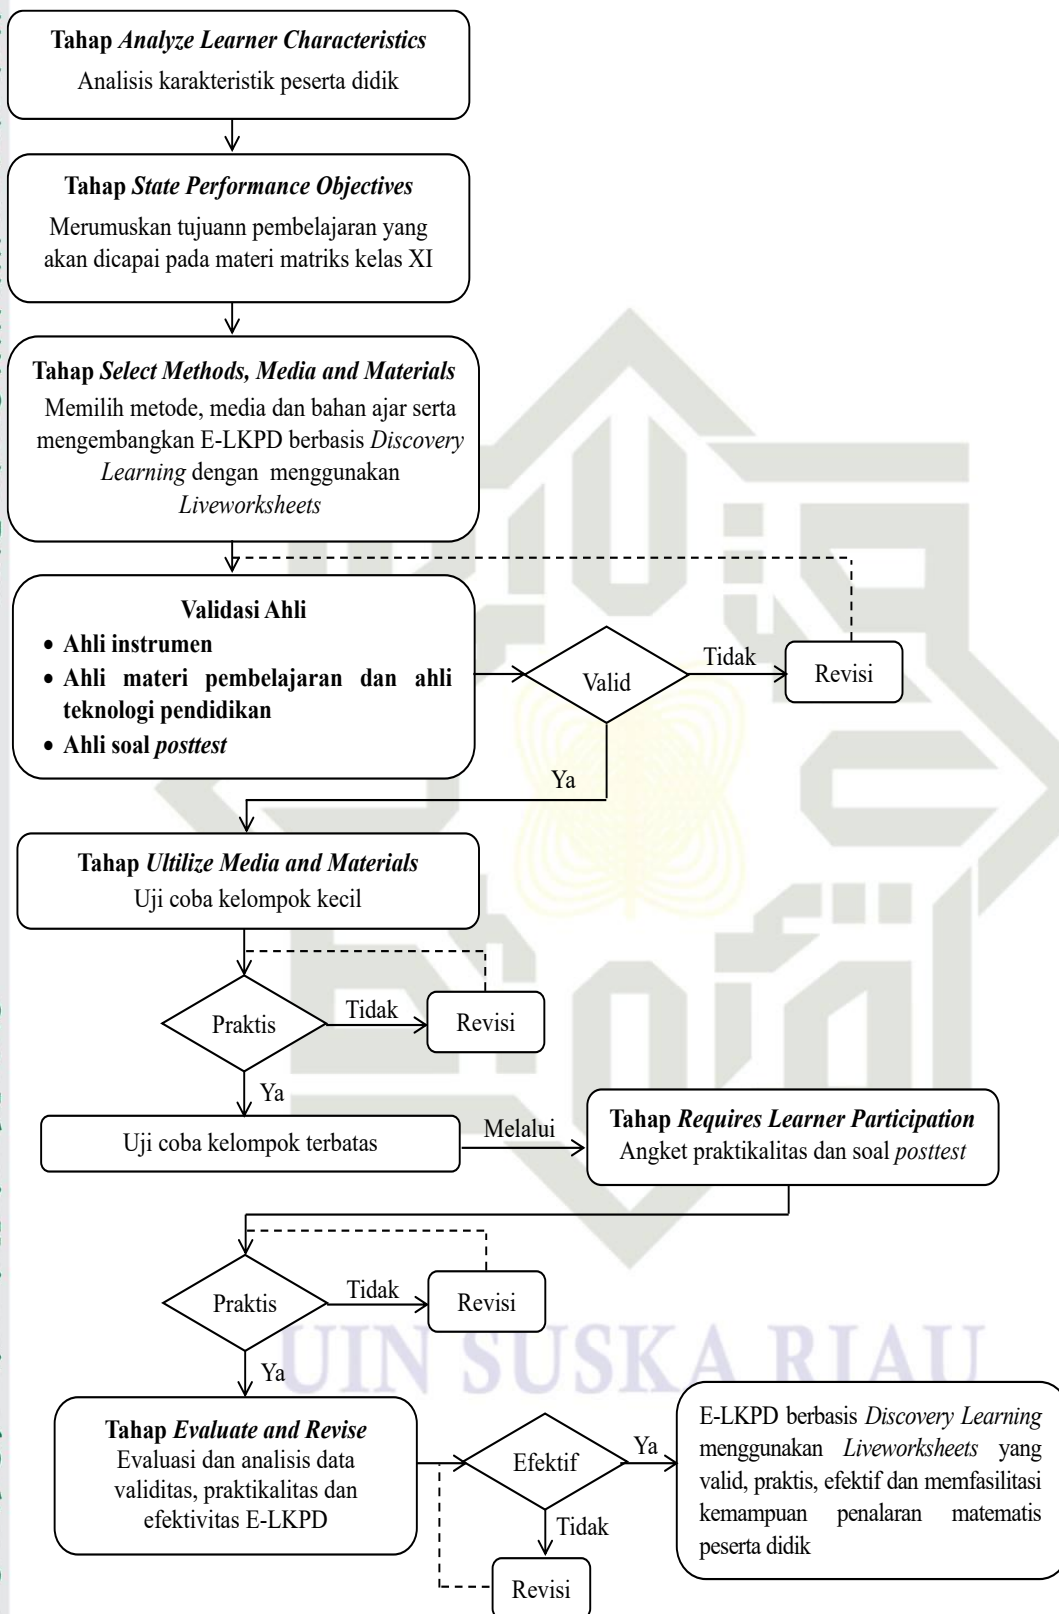 Tahap Analyze Learner Characteristics
Analisis karakteristik peserta didik
Tahap State Performance Objectives
Merumuskan tujuann pembelajaran yang
akan dicapai pada materi matriks kelas XI
Tahap Select Methods, Media and Materials
Memilih metode, media dan bahan ajar serta
mengembangkan E-LKPD berbasis Discovery
Learning dengan menggunakan
Liveworksheets
Validasi Ahli
• Ahli instrumen
• Ahli materi pembelajaran dan ahli
teknologi pendidikan
• Ahli soal posttest
Valid
Tidak
Revisi
Ya
Tahap Ultilize Media and Materials
Uji coba kelompok kecil
Praktis
Tidak
Revisi
Ya
Uji coba kelompok terbatas
Melalui
Tahap Requires Learner Participation
Angket praktikalitas dan soal posttest
Praktis
Tidak
Revisi
Ya
UIN SUSKA RIAU
Tahap Evaluate and Revise
Evaluasi dan analisis data
validitas, praktikalitas dan
efektivitas E-LKPD
Efektif
Ya
Tidak
Revisi
E-LKPD berbasis Discovery Learning
menggunakan Liveworksheets yang
valid, praktis, efektif dan memfasilitasi
kemampuan penalaran matematis
peserta didik